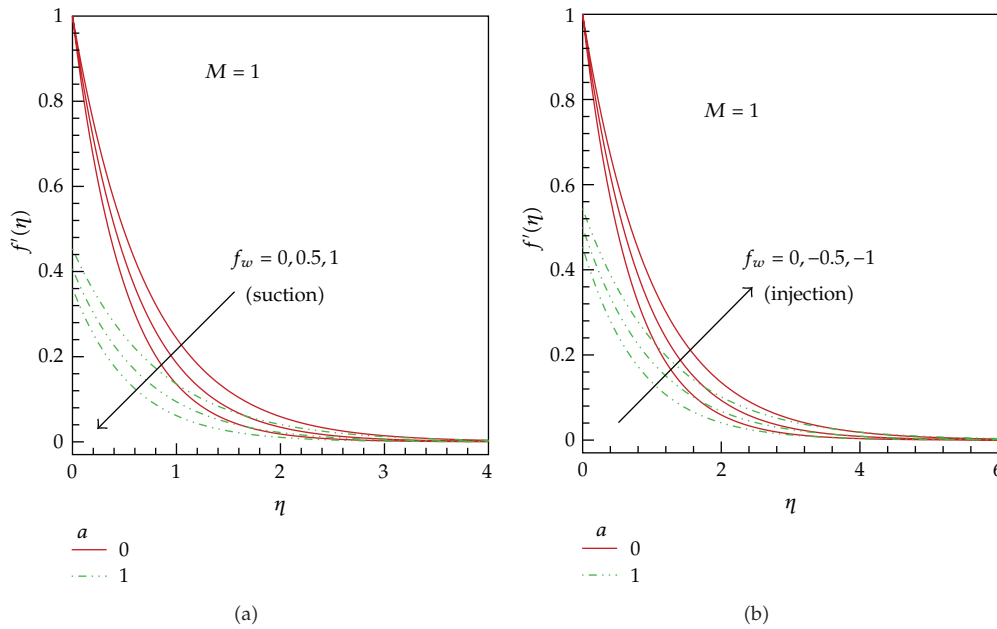 1
0.8
0.6
0.4
0.2
0
f′(η)
M = 1
f_w = 0, 0.5, 1
(suction)
0 1 2 3 4
η
a
0
1
(a)
1
0.8
0.6
0.4
0.2
0
f′(η)
M = 1
f_w = 0, −0.5, −1
(injection)
0 2 4 6
η
a
0
1
(b)